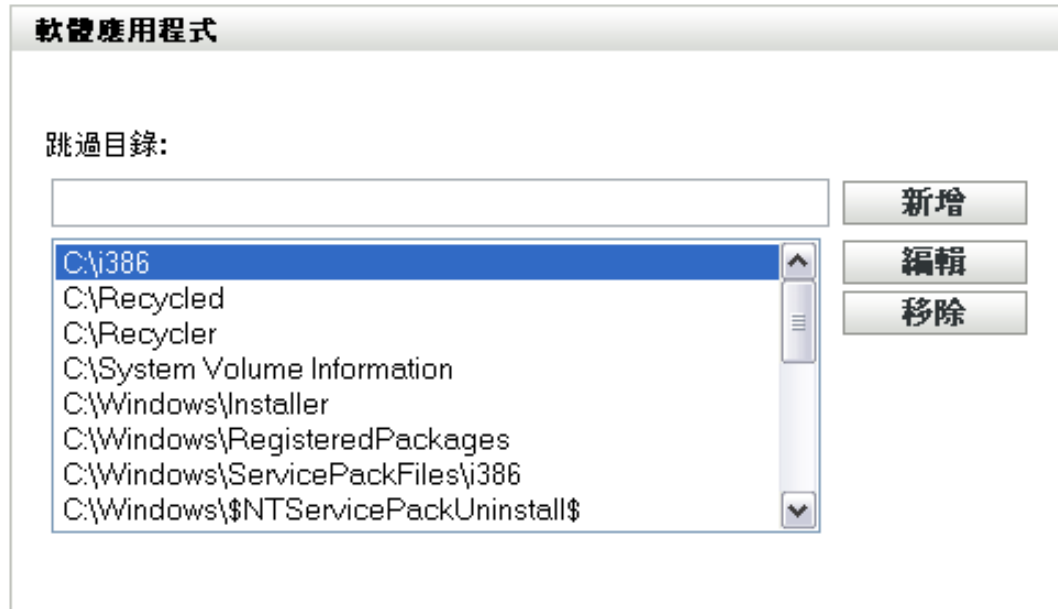 軟體應用程式
跳過目錄:
新增
C:\i386
編輯
C:\Recycled
移除
C:\Recycler
C:\System Volume Information
C:\Windows\Installer
C:\Windows\RegisteredPackages
C:\Windows\ServicePackFiles\i386
C:\Windows\$NTServicePackUninstall$